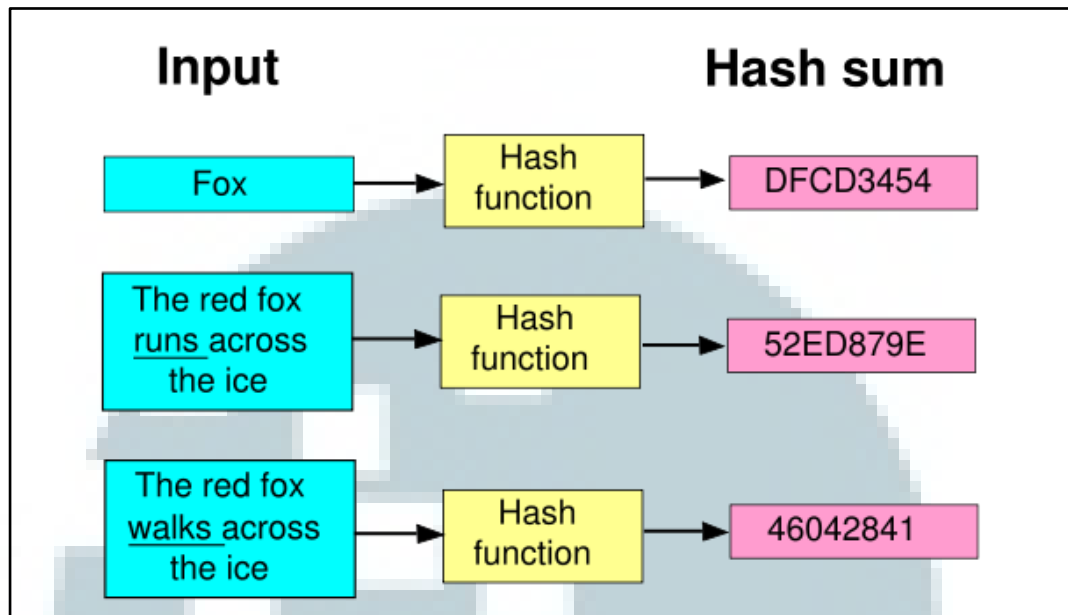 Input
Hash sum
Fox
Hash
function
DFCD3454
The red fox
runs across
the ice
Hash
function
52ED879E
The red fox
walks across
the ice
Hash
function
46042841